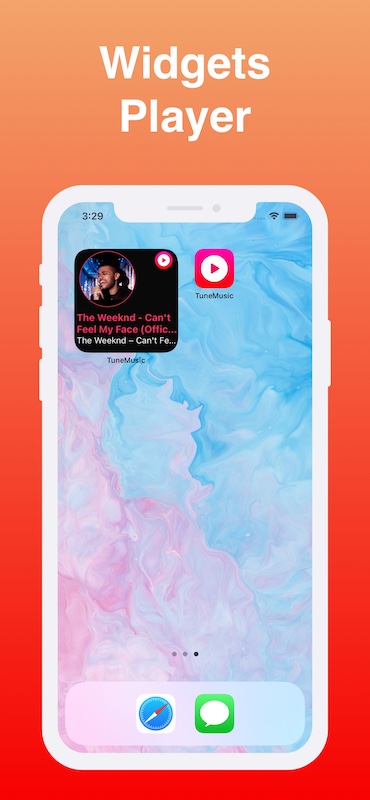 Widgets
Player
3:29
The Weeknd - Can't
Feel My Face (Offic...
The Weeknd – Can't Fe...
TuneMusic
TuneMusic